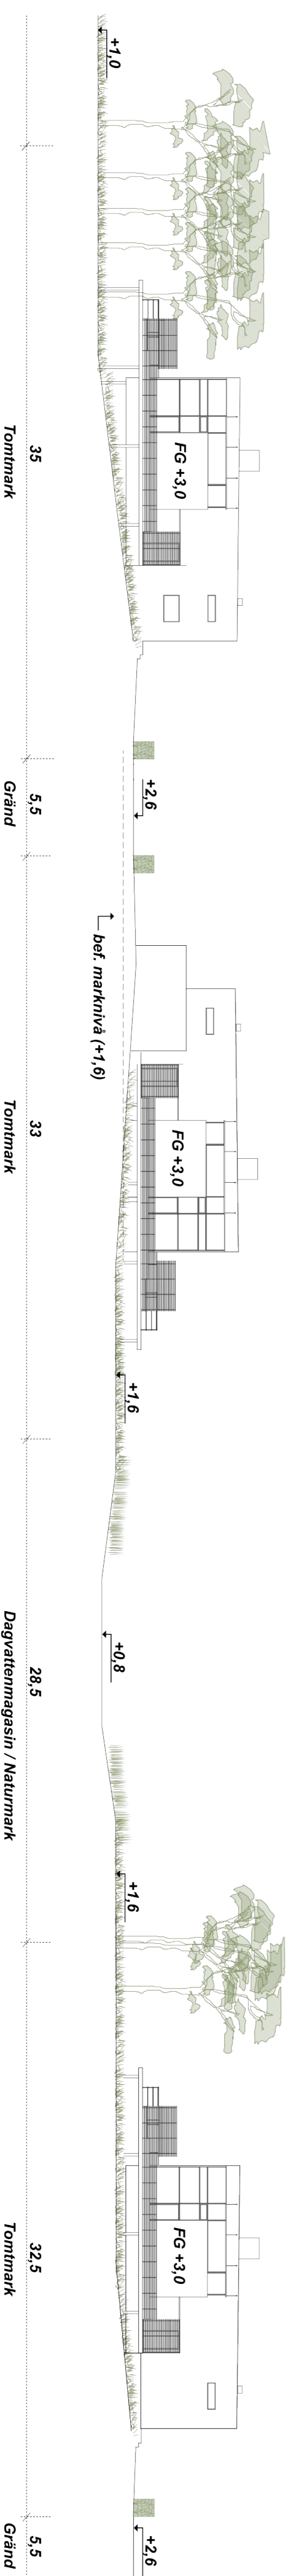 +1,0
FG +3,0
+2,6
bef. marknivå (+1,6)
FG +3,0
+1,6
+0,8
+1,6
FG +3,0
+2,6
35
5,5
33
28,5
32,5
5,5
Tomtmark
Gränd
Tomtmark
Dagvattenmagasin / Naturmark
Tomtmark
Gränd